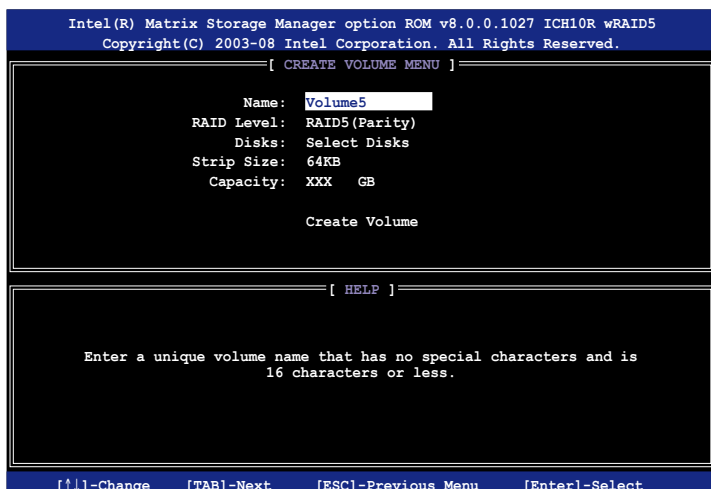 Intel(R) Matrix Storage Manager option ROM v8.0.0.1027 ICH10R wRAID5
Copyright(C) 2003-08 Intel Corporation. All Rights Reserved.
[ CREATE VOLUME MENU ]
Name: Volume5
RAID Level: RAID5(Parity)
Disks: Select Disks
Strip Size: 64KB
Capacity: XXX GB
Create Volume
[ HELP ]
Enter a unique volume name that has no special characters and is
16 characters or less.
[↑↓]-Change [TAB]-Next [ESC]-Previous Menu [Enter]-Select